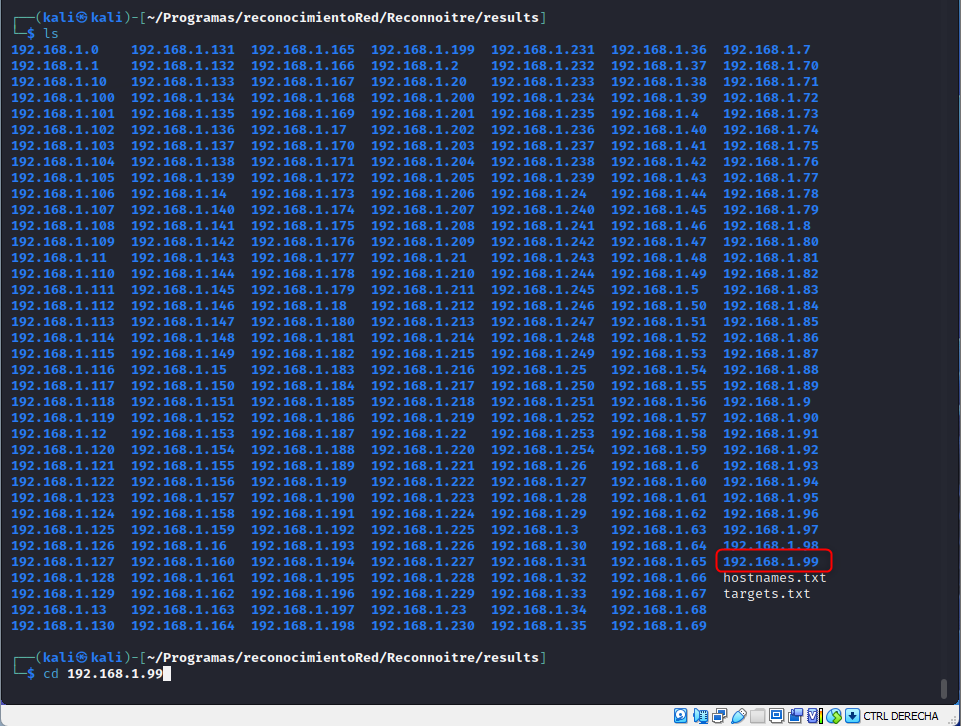 ┌──(kali㉿kali)-[~/Programas/reconocimientoRed/Reconnoitre/results]
└─$ ls
192.168.1.0 192.168.1.131 192.168.1.165 192.168.1.199 192.168.1.231 192.168.1.36 192.168.1.7
192.168.1.1 192.168.1.132 192.168.1.166 192.168.1.2 192.168.1.232 192.168.1.37 192.168.1.70
192.168.1.10 192.168.1.133 192.168.1.167 192.168.1.20 192.168.1.233 192.168.1.38 192.168.1.71
192.168.1.100 192.168.1.134 192.168.1.168 192.168.1.200 192.168.1.234 192.168.1.39 192.168.1.72
192.168.1.101 192.168.1.135 192.168.1.169 192.168.1.201 192.168.1.235 192.168.1.4 192.168.1.73
192.168.1.102 192.168.1.136 192.168.1.17 192.168.1.202 192.168.1.236 192.168.1.40 192.168.1.74
192.168.1.103 192.168.1.137 192.168.1.170 192.168.1.203 192.168.1.237 192.168.1.41 192.168.1.75
192.168.1.104 192.168.1.138 192.168.1.171 192.168.1.204 192.168.1.238 192.168.1.42 192.168.1.76
192.168.1.105 192.168.1.139 192.168.1.172 192.168.1.205 192.168.1.239 192.168.1.43 192.168.1.77
192.168.1.106 192.168.1.14 192.168.1.173 192.168.1.206 192.168.1.24 192.168.1.44 192.168.1.78
192.168.1.107 192.168.1.140 192.168.1.174 192.168.1.207 192.168.1.240 192.168.1.45 192.168.1.79
192.168.1.108 192.168.1.141 192.168.1.175 192.168.1.208 192.168.1.241 192.168.1.46 192.168.1.8
192.168.1.109 192.168.1.142 192.168.1.176 192.168.1.209 192.168.1.242 192.168.1.47 192.168.1.80
192.168.1.11 192.168.1.143 192.168.1.177 192.168.1.21 192.168.1.243 192.168.1.48 192.168.1.81
192.168.1.110 192.168.1.144 192.168.1.178 192.168.1.210 192.168.1.244 192.168.1.49 192.168.1.82
192.168.1.111 192.168.1.145 192.168.1.179 192.168.1.211 192.168.1.245 192.168.1.5 192.168.1.83
192.168.1.112 192.168.1.146 192.168.1.18 192.168.1.212 192.168.1.246 192.168.1.50 192.168.1.84
192.168.1.113 192.168.1.147 192.168.1.180 192.168.1.213 192.168.1.247 192.168.1.51 192.168.1.85
192.168.1.114 192.168.1.148 192.168.1.181 192.168.1.214 192.168.1.248 192.168.1.52 192.168.1.86
192.168.1.115 192.168.1.149 192.168.1.182 192.168.1.215 192.168.1.249 192.168.1.53 192.168.1.87
192.168.1.116 192.168.1.15 192.168.1.183 192.168.1.216 192.168.1.25 192.168.1.54 192.168.1.88
192.168.1.117 192.168.1.150 192.168.1.184 192.168.1.217 192.168.1.250 192.168.1.55 192.168.1.89
192.168.1.118 192.168.1.151 192.168.1.185 192.168.1.218 192.168.1.251 192.168.1.56 192.168.1.9
192.168.1.119 192.168.1.152 192.168.1.186 192.168.1.219 192.168.1.252 192.168.1.57 192.168.1.90
192.168.1.12 192.168.1.153 192.168.1.187 192.168.1.22 192.168.1.253 192.168.1.58 192.168.1.91
192.168.1.120 192.168.1.154 192.168.1.188 192.168.1.220 192.168.1.254 192.168.1.59 192.168.1.92
192.168.1.121 192.168.1.155 192.168.1.189 192.168.1.221 192.168.1.26 192.168.1.6 192.168.1.93
192.168.1.122 192.168.1.156 192.168.1.19 192.168.1.222 192.168.1.27 192.168.1.60 192.168.1.94
192.168.1.123 192.168.1.157 192.168.1.190 192.168.1.223 192.168.1.28 192.168.1.61 192.168.1.95
192.168.1.124 192.168.1.158 192.168.1.191 192.168.1.224 192.168.1.29 192.168.1.62 192.168.1.96
192.168.1.125 192.168.1.159 192.168.1.192 192.168.1.225 192.168.1.3 192.168.1.63 192.168.1.97
192.168.1.126 192.168.1.16 192.168.1.193 192.168.1.226 192.168.1.30 192.168.1.64 192.168.1.98
192.168.1.127 192.168.1.160 192.168.1.194 192.168.1.227 192.168.1.31 192.168.1.65 192.168.1.99
192.168.1.128 192.168.1.161 192.168.1.195 192.168.1.228 192.168.1.32 192.168.1.66 hostnames.txt
192.168.1.129 192.168.1.162 192.168.1.196 192.168.1.229 192.168.1.33 192.168.1.67 targets.txt
192.168.1.13 192.168.1.163 192.168.1.197 192.168.1.23 192.168.1.34 192.168.1.68
192.168.1.130 192.168.1.164 192.168.1.198 192.168.1.230 192.168.1.35 192.168.1.69
┌──(kali㉿kali)-[~/Programas/reconocimientoRed/Reconnoitre/results]
└─$ cd 192.168.1.99
CTRL DERECHA